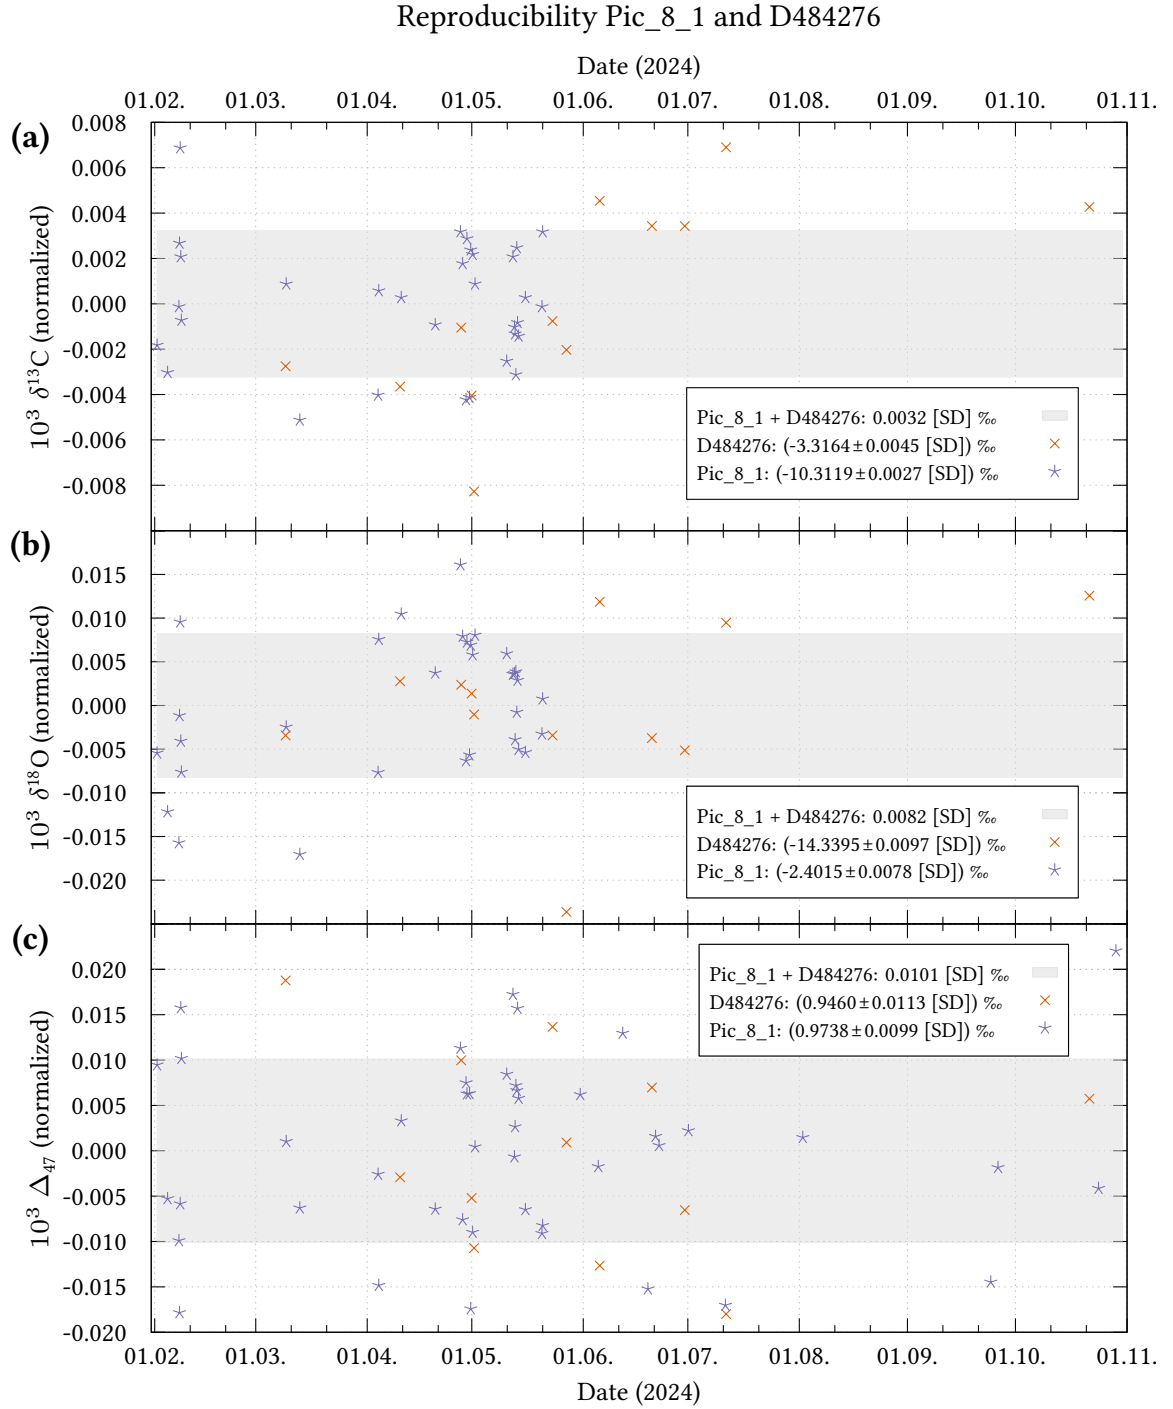 Reproducibility Pic_8_1 and D484276
Date (2024)
01.02. 01.03. 01.04. 01.05. 01.06. 01.07. 01.08. 01.09. 01.10. 01.11.
(a)
10³ δ¹³C (normalized)
0.008
0.006
0.004
0.002
0.000
-0.002
-0.004
-0.006
-0.008
Pic_8_1 + D484276: 0.0032 [SD] ‰
D484276: (-3.3164±0.0045 [SD]) ‰
Pic_8_1: (-10.3119±0.0027 [SD]) ‰
(b)
10³ δ¹⁸O (normalized)
0.015
0.010
0.005
0.000
-0.005
-0.010
-0.015
-0.020
Pic_8_1 + D484276: 0.0082 [SD] ‰
D484276: (-14.3395±0.0097 [SD]) ‰
Pic_8_1: (-2.4015±0.0078 [SD]) ‰
(c)
10³ Δ₄₇ (normalized)
0.020
0.015
0.010
0.005
0.000
-0.005
-0.010
-0.015
-0.020
Pic_8_1 + D484276: 0.0101 [SD] ‰
D484276: (0.9460±0.0113 [SD]) ‰
Pic_8_1: (0.9738±0.0099 [SD]) ‰
01.02. 01.03. 01.04. 01.05. 01.06. 01.07. 01.08. 01.09. 01.10. 01.11.
Date (2024)